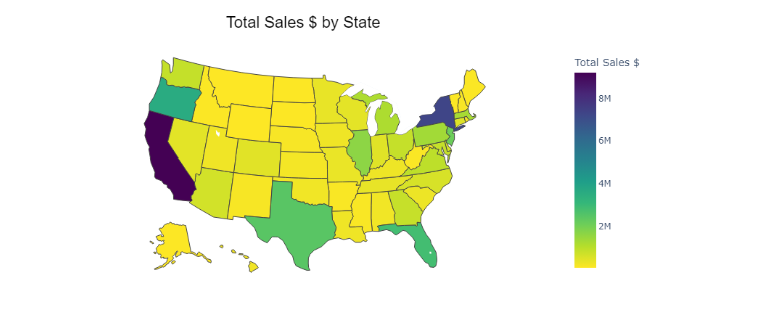 Total Sales $ by State
Total Sales $
8M
6M
4M
2M